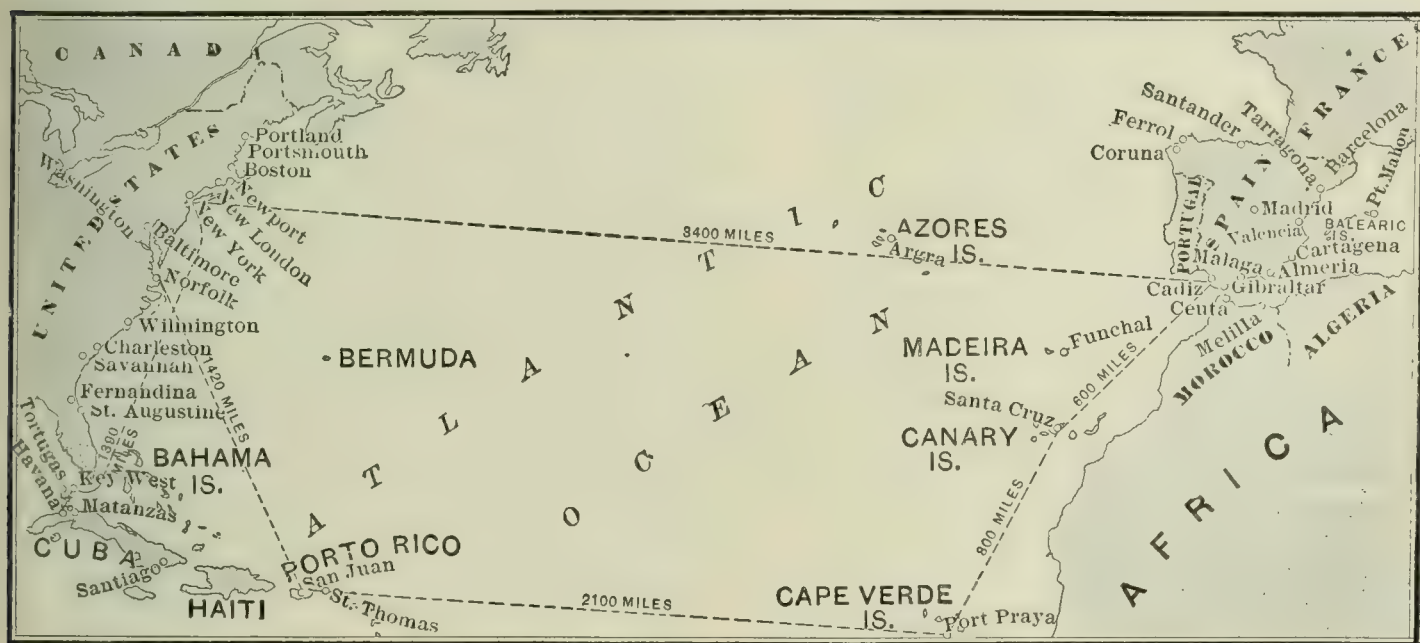 CANADA
UNITED STATES
Portland
Portsmouth
Boston
Newport
New London
New York
Washington
Baltimore
Norfolk
Wilmington
Charleston
Savannah
Fernandina
St. Augustine
Tortugas
Havana
Key West
Matanzas
1390 MILES
1420 MILES
BAHAMA
IS.
CUBA
Santiago
HAITI
PORTO RICO
San Juan
St. Thomas
BERMUDA
ATLANTIC
OCEAN
3400 MILES
2100 MILES
AZORES
IS.
Argra
MADEIRA
IS.
Funchal
CANARY
IS.
Santa Cruz
600 MILES
800 MILES
CAPE VERDE
IS.
Port Praya
Ferrol
Coruna
Santander
Tarragona
Barcelona
Pt. Mahon
FRANCE
SPAIN
PORTUGAL
Madrid
Valencia
BALEARIC
IS.
Cartagena
Malaga
Almeria
Cadiz
Gibraltar
Ceuta
Melilla
MOROCCO
ALGERIA
AFRICA